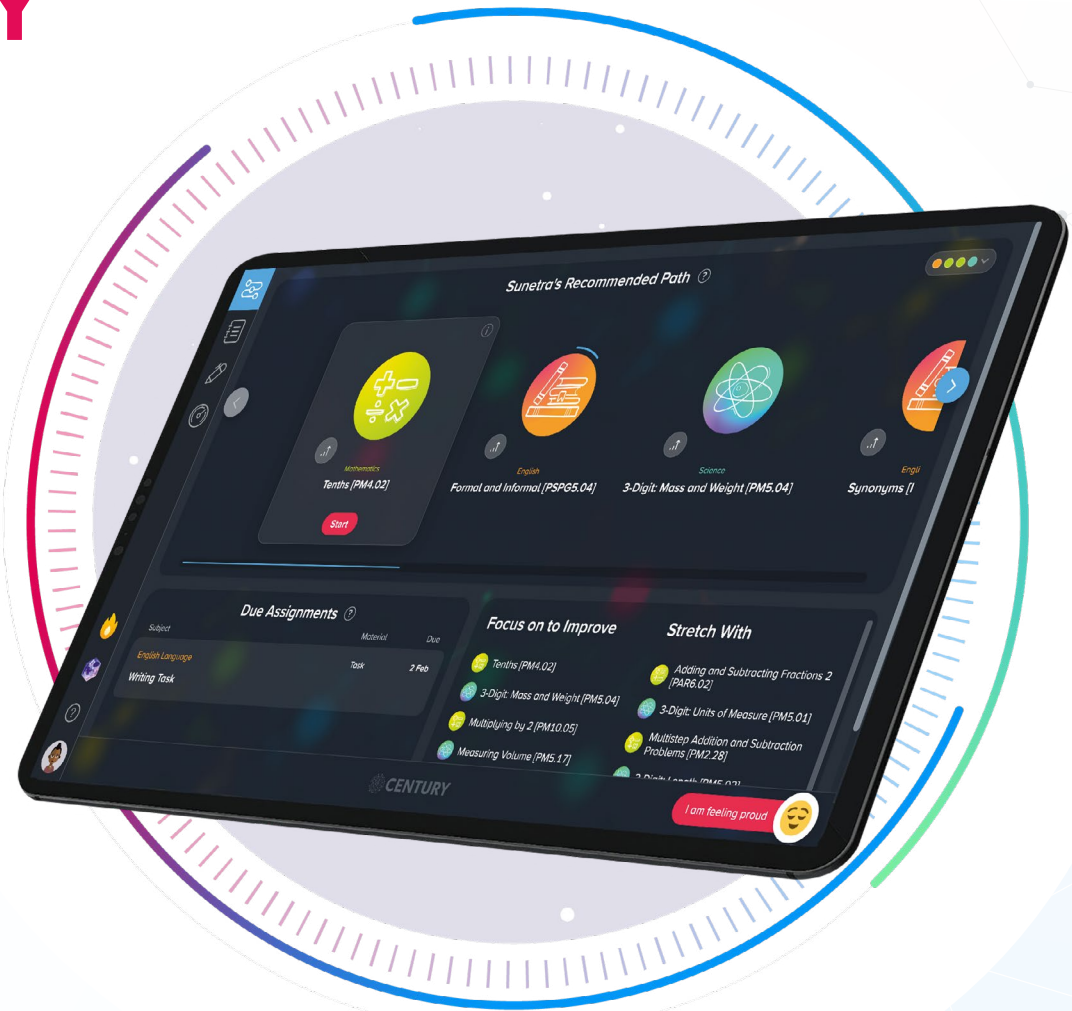 Y
Sunetra's Recommended Path
Mathematics
Tenths [PM4.02]
Start
English
Formal and Informal [PSPG5.04]
Science
3-Digit: Mass and Weight [PM5.04]
Engli
Synonyms [
Due Assignments
Subject
Material
Due
English Language
Writing Task
Task
2 Feb
Focus on to Improve
Tenths [PM4.02]
3-Digit: Mass and Weight [PM5.04]
Multiplying by 2 [PM10.05]
Measuring Volume [PM5.17]
Stretch With
Adding and Subtracting Fractions 2
[PAR6.02]
3-Digit: Units of Measure [PM5.01]
Multistep Addition and Subtraction
Problems [PM2.28]
CENTURY
I am feeling proud